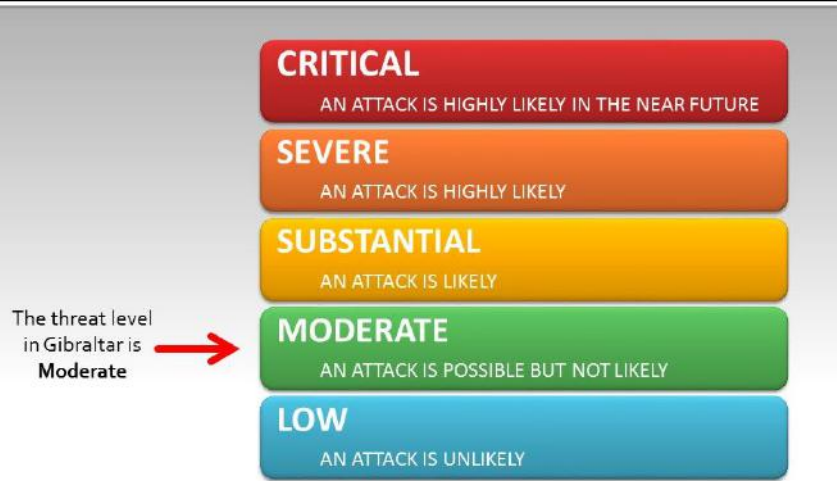 CRITICAL
AN ATTACK IS HIGHLY LIKELY IN THE NEAR FUTURE
SEVERE
AN ATTACK IS HIGHLY LIKELY
SUBSTANTIAL
AN ATTACK IS LIKELY
The threat level
in Gibraltar is
Moderate
MODERATE
AN ATTACK IS POSSIBLE BUT NOT LIKELY
LOW
AN ATTACK IS UNLIKELY